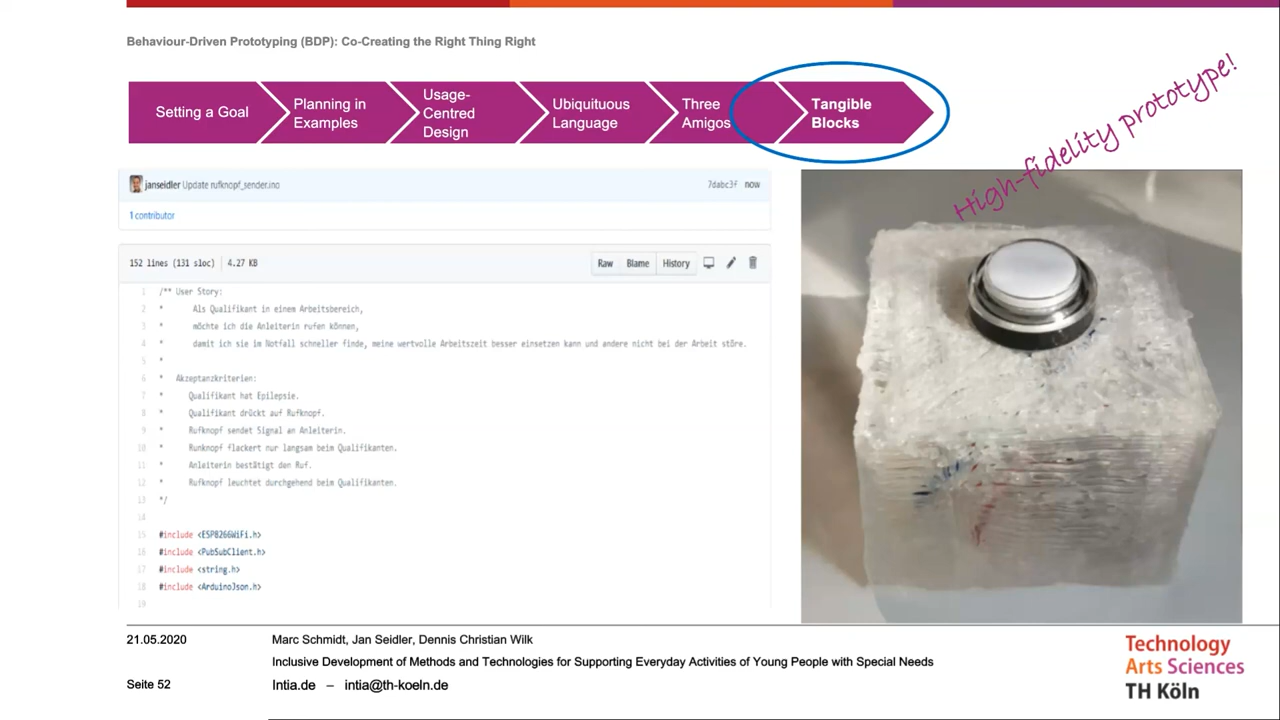 Behaviour-Driven Prototyping (BDP): Co-Creating the Right Thing Right
Setting a Goal
Planning in
Examples
Usage-
Centred
Design
Ubiquituous
Language
Three
Amigos
Tangible
Blocks
High-fidelity prototype!
janseidler Update rufknopf_sender.ino
7dabc3f now
1 contributor
152 lines (131 sloc) 4.27 KB
Raw Blame History
1 /** User Story:
2 * Als Qualifikant in einem Arbeitsbereich,
3 * möchte ich die Anleiterin rufen können,
4 * damit ich sie im Notfall schneller finde, meine wertvolle Arbeitszeit besser einsetzen kann und andere nicht bei der Arbeit störe.
5 *
6 * Akzeptanzkriterien:
7 * Qualifikant hat Epilepsie.
8 * Qualifikant drückt auf Rufknopf.
9 * Rufknopf sendet Signal an Anleiterin.
10 * Runknopf flackert nur langsam beim Qualifikanten.
11 * Anleiterin bestätigt den Ruf.
12 * Rufknopf leuchtet durchgehend beim Qualifikanten.
13 */
14
15 #include <ESP8266WiFi.h>
16 #include <PubSubClient.h>
17 #include <string.h>
18 #include <ArduinoJson.h>
19
21.05.2020
Marc Schmidt, Jan Seidler, Dennis Christian Wilk
Inclusive Development of Methods and Technologies for Supporting Everyday Activities of Young People with Special Needs
Seite 52
Intia.de – intia@th-koeln.de
Technology
Arts Sciences
TH Köln